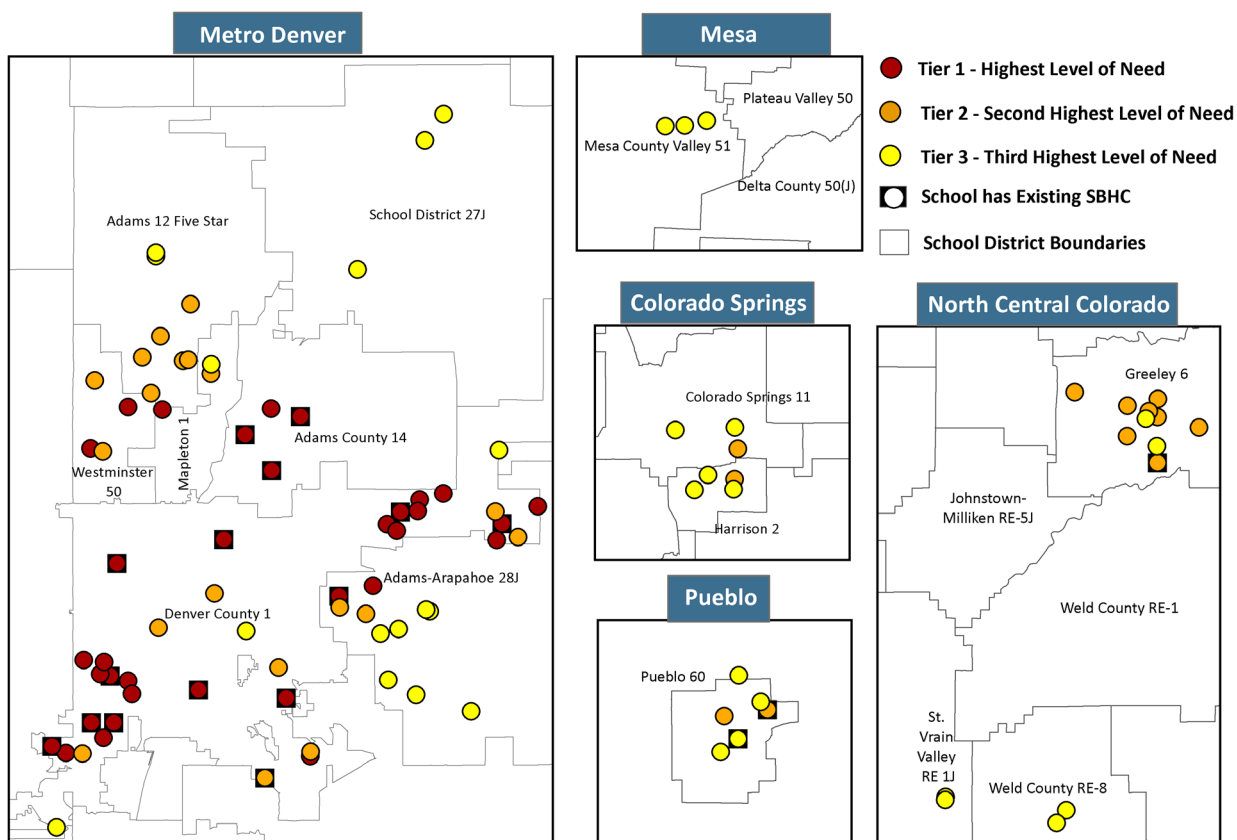 Metro Denver
Adams 12 Five Star
School District 27J
Mapleton 1
Adams County 14
Westminster
50
Adams-Arapahoe 28J
Denver County 1
Mesa
Plateau Valley 50
Mesa County Valley 51
Delta County 50(J)
Tier 1 - Highest Level of Need
Tier 2 - Second Highest Level of Need
Tier 3 - Third Highest Level of Need
School has Existing SBHC
School District Boundaries
Colorado Springs
Colorado Springs 11
Harrison 2
Pueblo
Pueblo 60
North Central Colorado
Greeley 6
Johnstown-
Milliken RE-5J
Weld County RE-1
St.
Vrain
Valley
RE 1J
Weld County RE-8